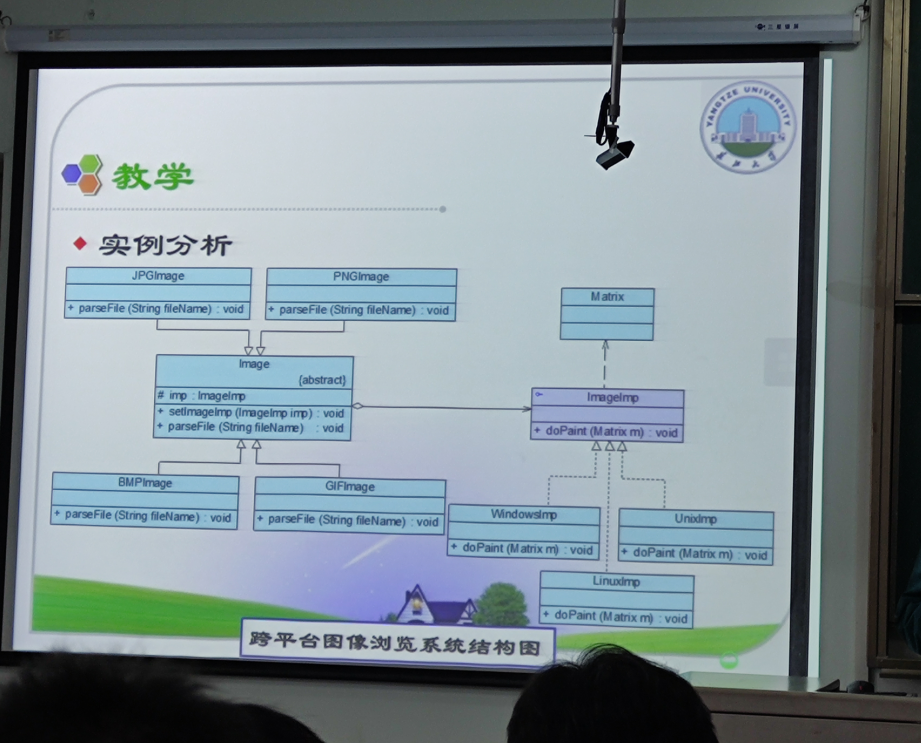 YANGTZE UNIVERSITY
长江大学
教学
实例分析
JPGImage
+ parseFile (String fileName) : void
PNGImage
+ parseFile (String fileName) : void
Matrix
Image
{abstract}
# imp : ImageImp
+ setImageImp (ImageImp imp) : void
+ parseFile (String fileName) : void
ImageImp
+ doPaint (Matrix m) : void
BMPImage
+ parseFile (String fileName) : void
GIFImage
+ parseFile (String fileName) : void
WindowsImp
+ doPaint (Matrix m) : void
UnixImp
+ doPaint (Matrix m) : void
LinuxImp
+ doPaint (Matrix m) : void
跨平台图像浏览系统结构图